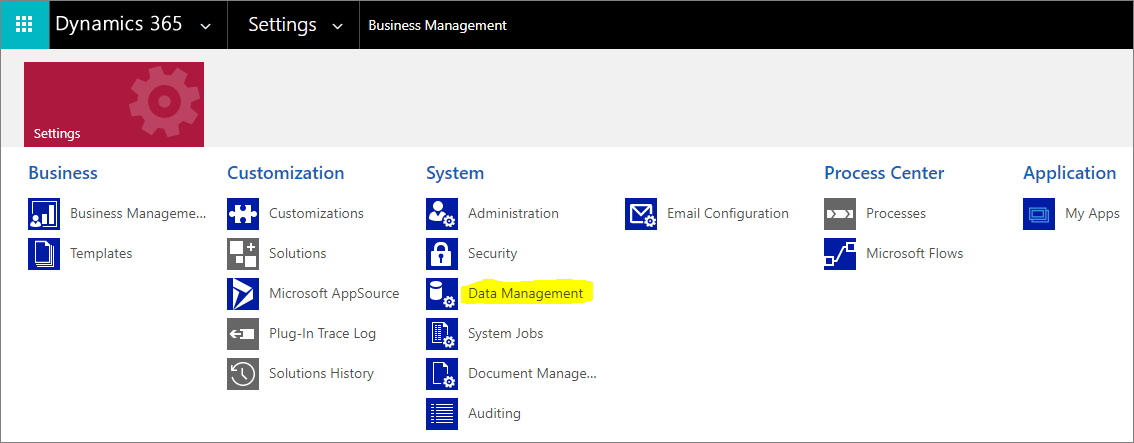 Dynamics 365 Settings Business Management
Settings
Business Customization System Process Center Application
Business Manageme... Customizations Administration Email Configuration Processes My Apps
Templates Solutions Security Microsoft Flows
Microsoft AppSource Data Management
Plug-In Trace Log System Jobs
Solutions History Document Manage...
Auditing